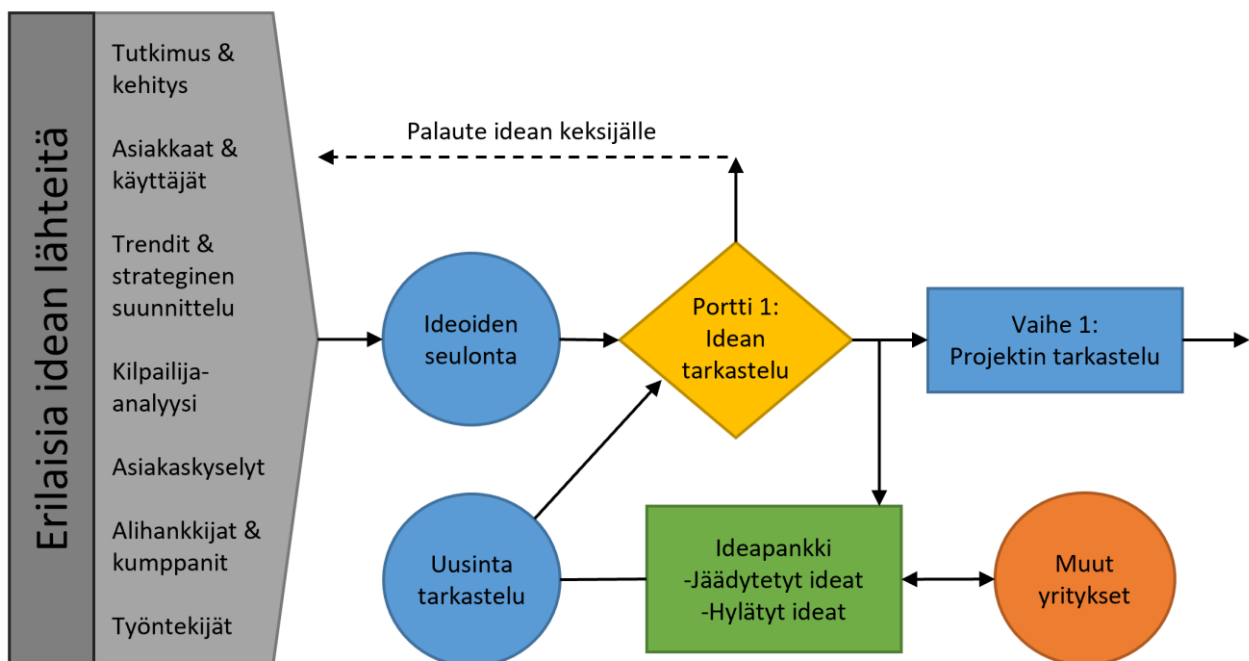 Erilaisia idean lähteitä
Tutkimus &
kehitys
Asiakkaat &
käyttäjät
Trendit &
strateginen
suunnittelu
Kilpailija-
analyysi
Asiakaskyselyt
Alihankkijat &
kumppanit
Työntekijät
Palaute idean keksijälle
Ideoiden
seulonta
Portti 1:
Idean
tarkastelu
Vaihe 1:
Projektin tarkastelu
Uusinta
tarkastelu
Ideapankki
-Jäädytetyt ideat
-Hylätyt ideat
Muut
yritykset